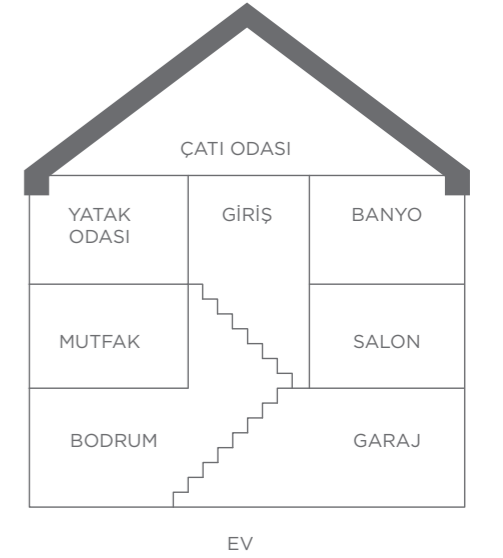 ÇATI ODASI
YATAK
ODASI
GİRİŞ
BANYO
MUTFAK
SALON
BODRUM
GARAJ
EV